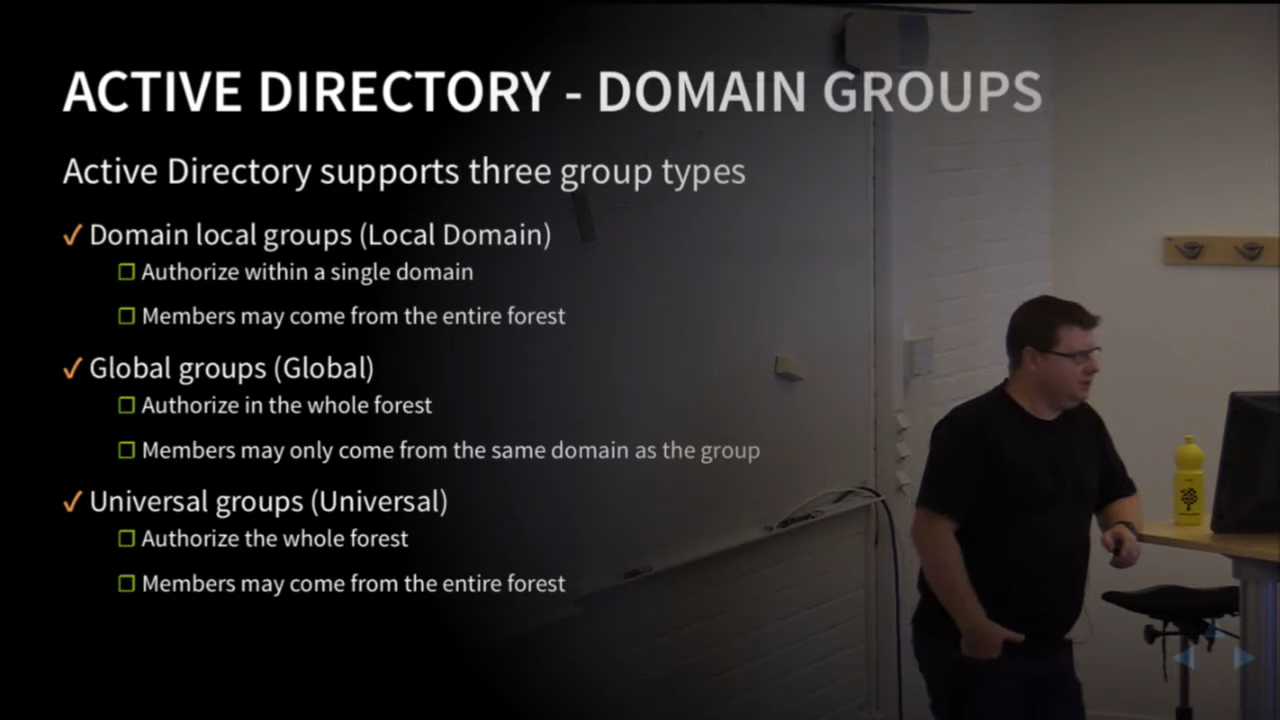 ACTIVE DIRECTORY - DOMAIN GROUPS
Active Directory supports three group types
✓ Domain local groups (Local Domain)
❒ Authorize within a single domain
❒ Members may come from the entire forest
✓ Global groups (Global)
❒ Authorize in the whole forest
❒ Members may only come from the same domain as the group
✓ Universal groups (Universal)
❒ Authorize the whole forest
❒ Members may come from the entire forest